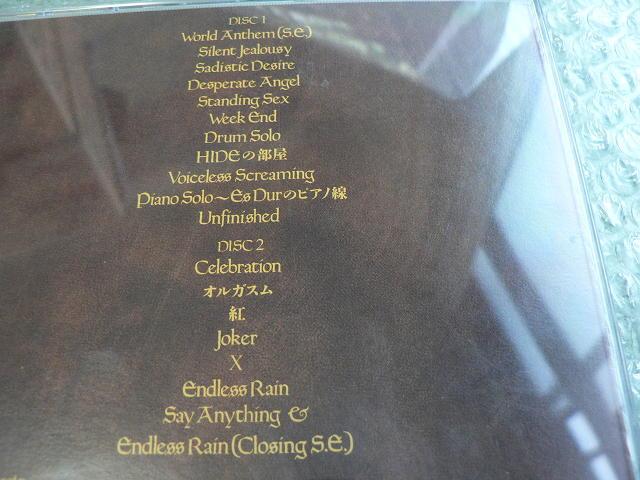 DISC 1
World Anthem (S.E.)
Silent Jealousy
Sadistic Desire
Desperate Angel
Standing Sex
Week End
Drum Solo
HIDEの部屋
Voiceless Screaming
Piano Solo〜Es Durのピアノ線
Unfinished
DISC 2
Celebration
オルガスム
紅
Joker
X
Endless Rain
Say Anything &
Endless Rain (Closing S.E.)